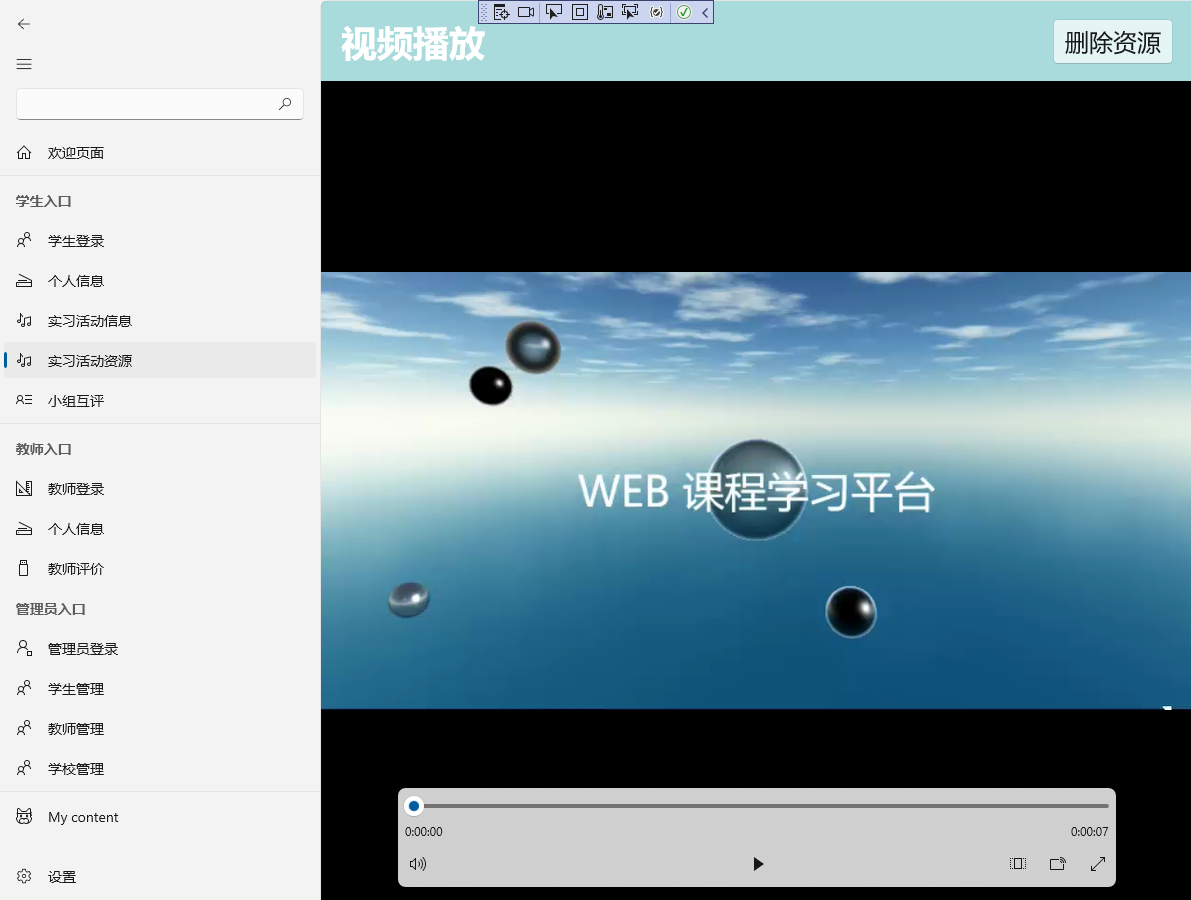 视频播放
删除资源
欢迎页面
学生入口
学生登录
个人信息
实习活动信息
实习活动资源
小组互评
教师入口
教师登录
个人信息
教师评价
管理员入口
管理员登录
学生管理
教师管理
学校管理
My content
设置
WEB 课程学习平台
0:00:00
0:00:07